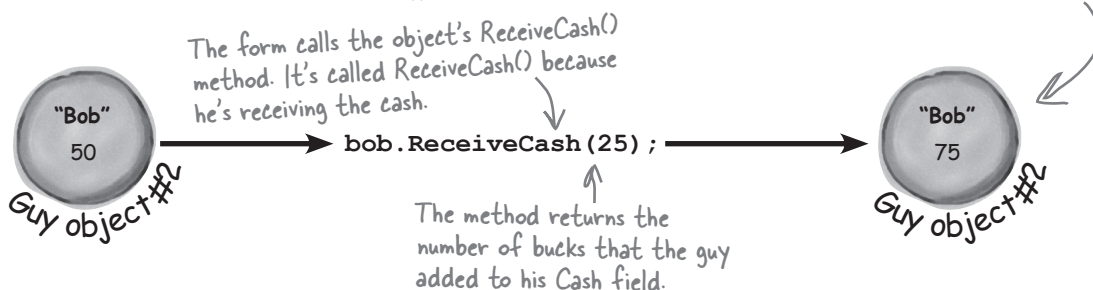 The form calls the object's ReceiveCash()
method. It's called ReceiveCash() because
he's receiving the cash.
"Bob"
50
Guy object #2
bob.ReceiveCash(25);
"Bob"
75
Guy object #2
The method returns the
number of bucks that the guy
added to his Cash field.